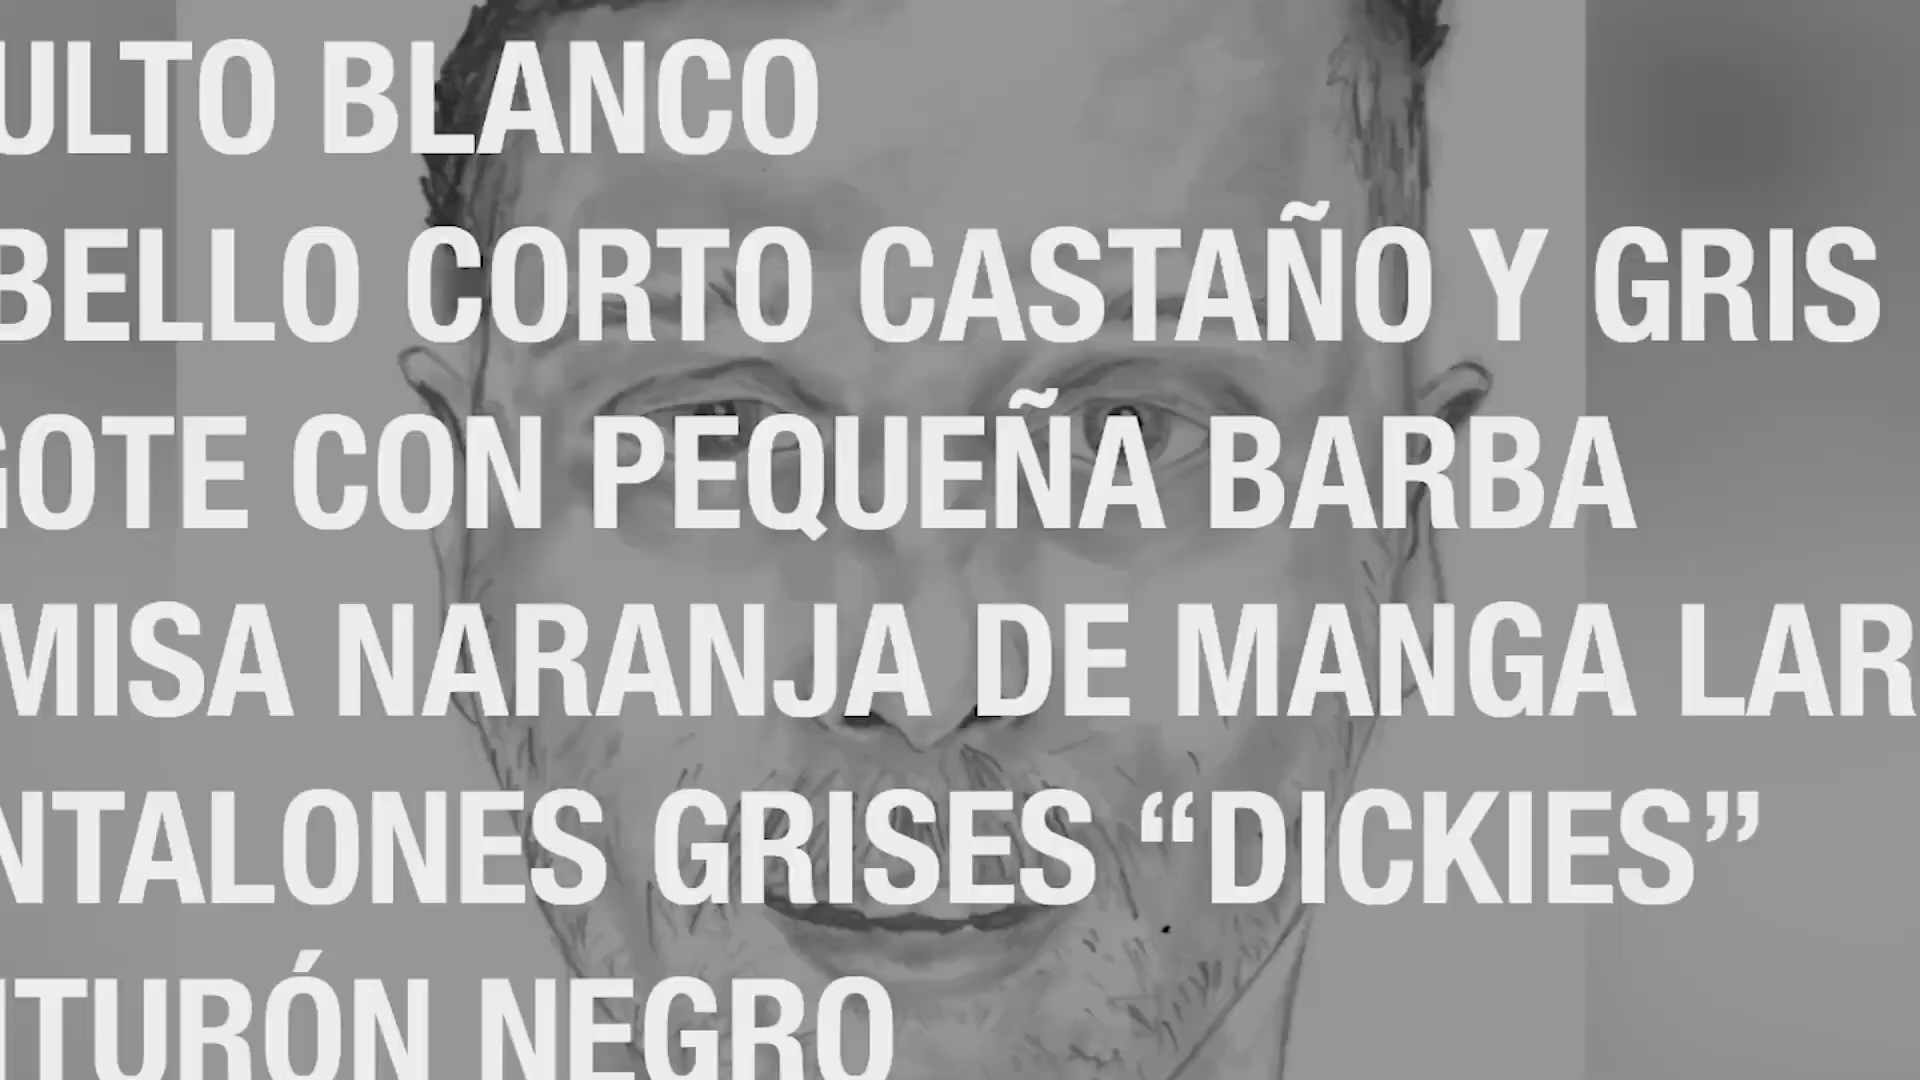 ULTO BLANCO
BELLO CORTO CASTAÑO Y GRIS
GOTE CON PEQUEÑA BARBA
MISA NARANJA DE MANGA LAR
NTALONES GRISES “DICKIES”
NTURÓN NEGRO